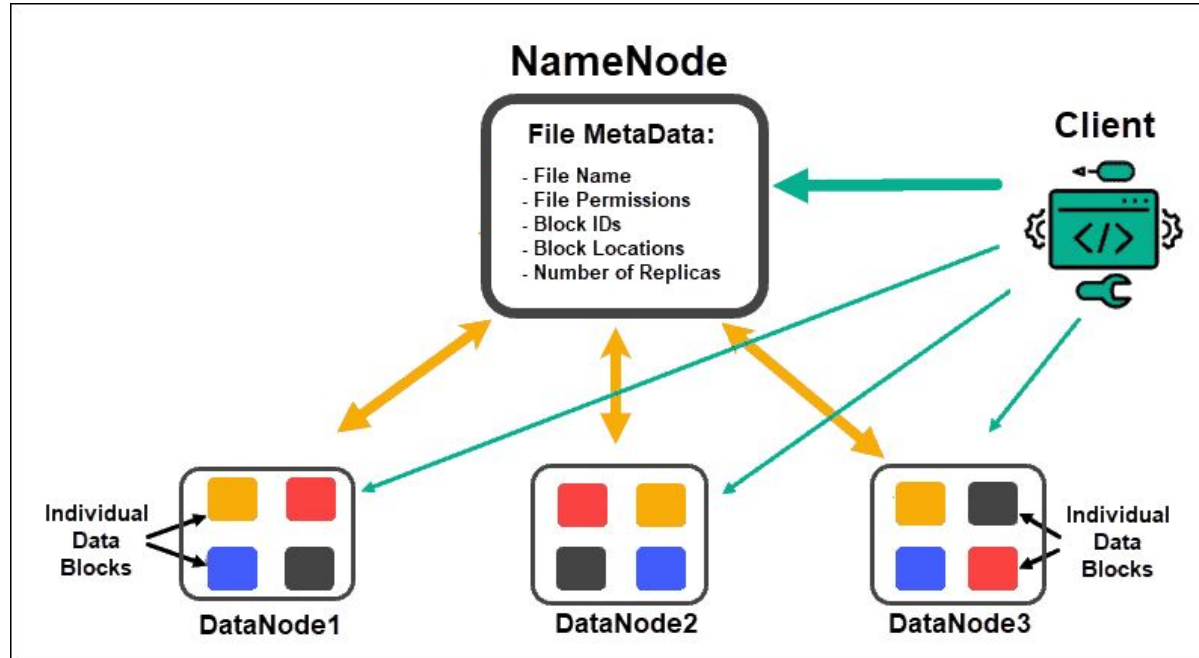 NameNode
File MetaData:
- File Name
- File Permissions
- Block IDs
- Block Locations
- Number of Replicas
Client
</>
Individual
Data
Blocks
Individual
Data
Blocks
DataNode1
DataNode2
DataNode3